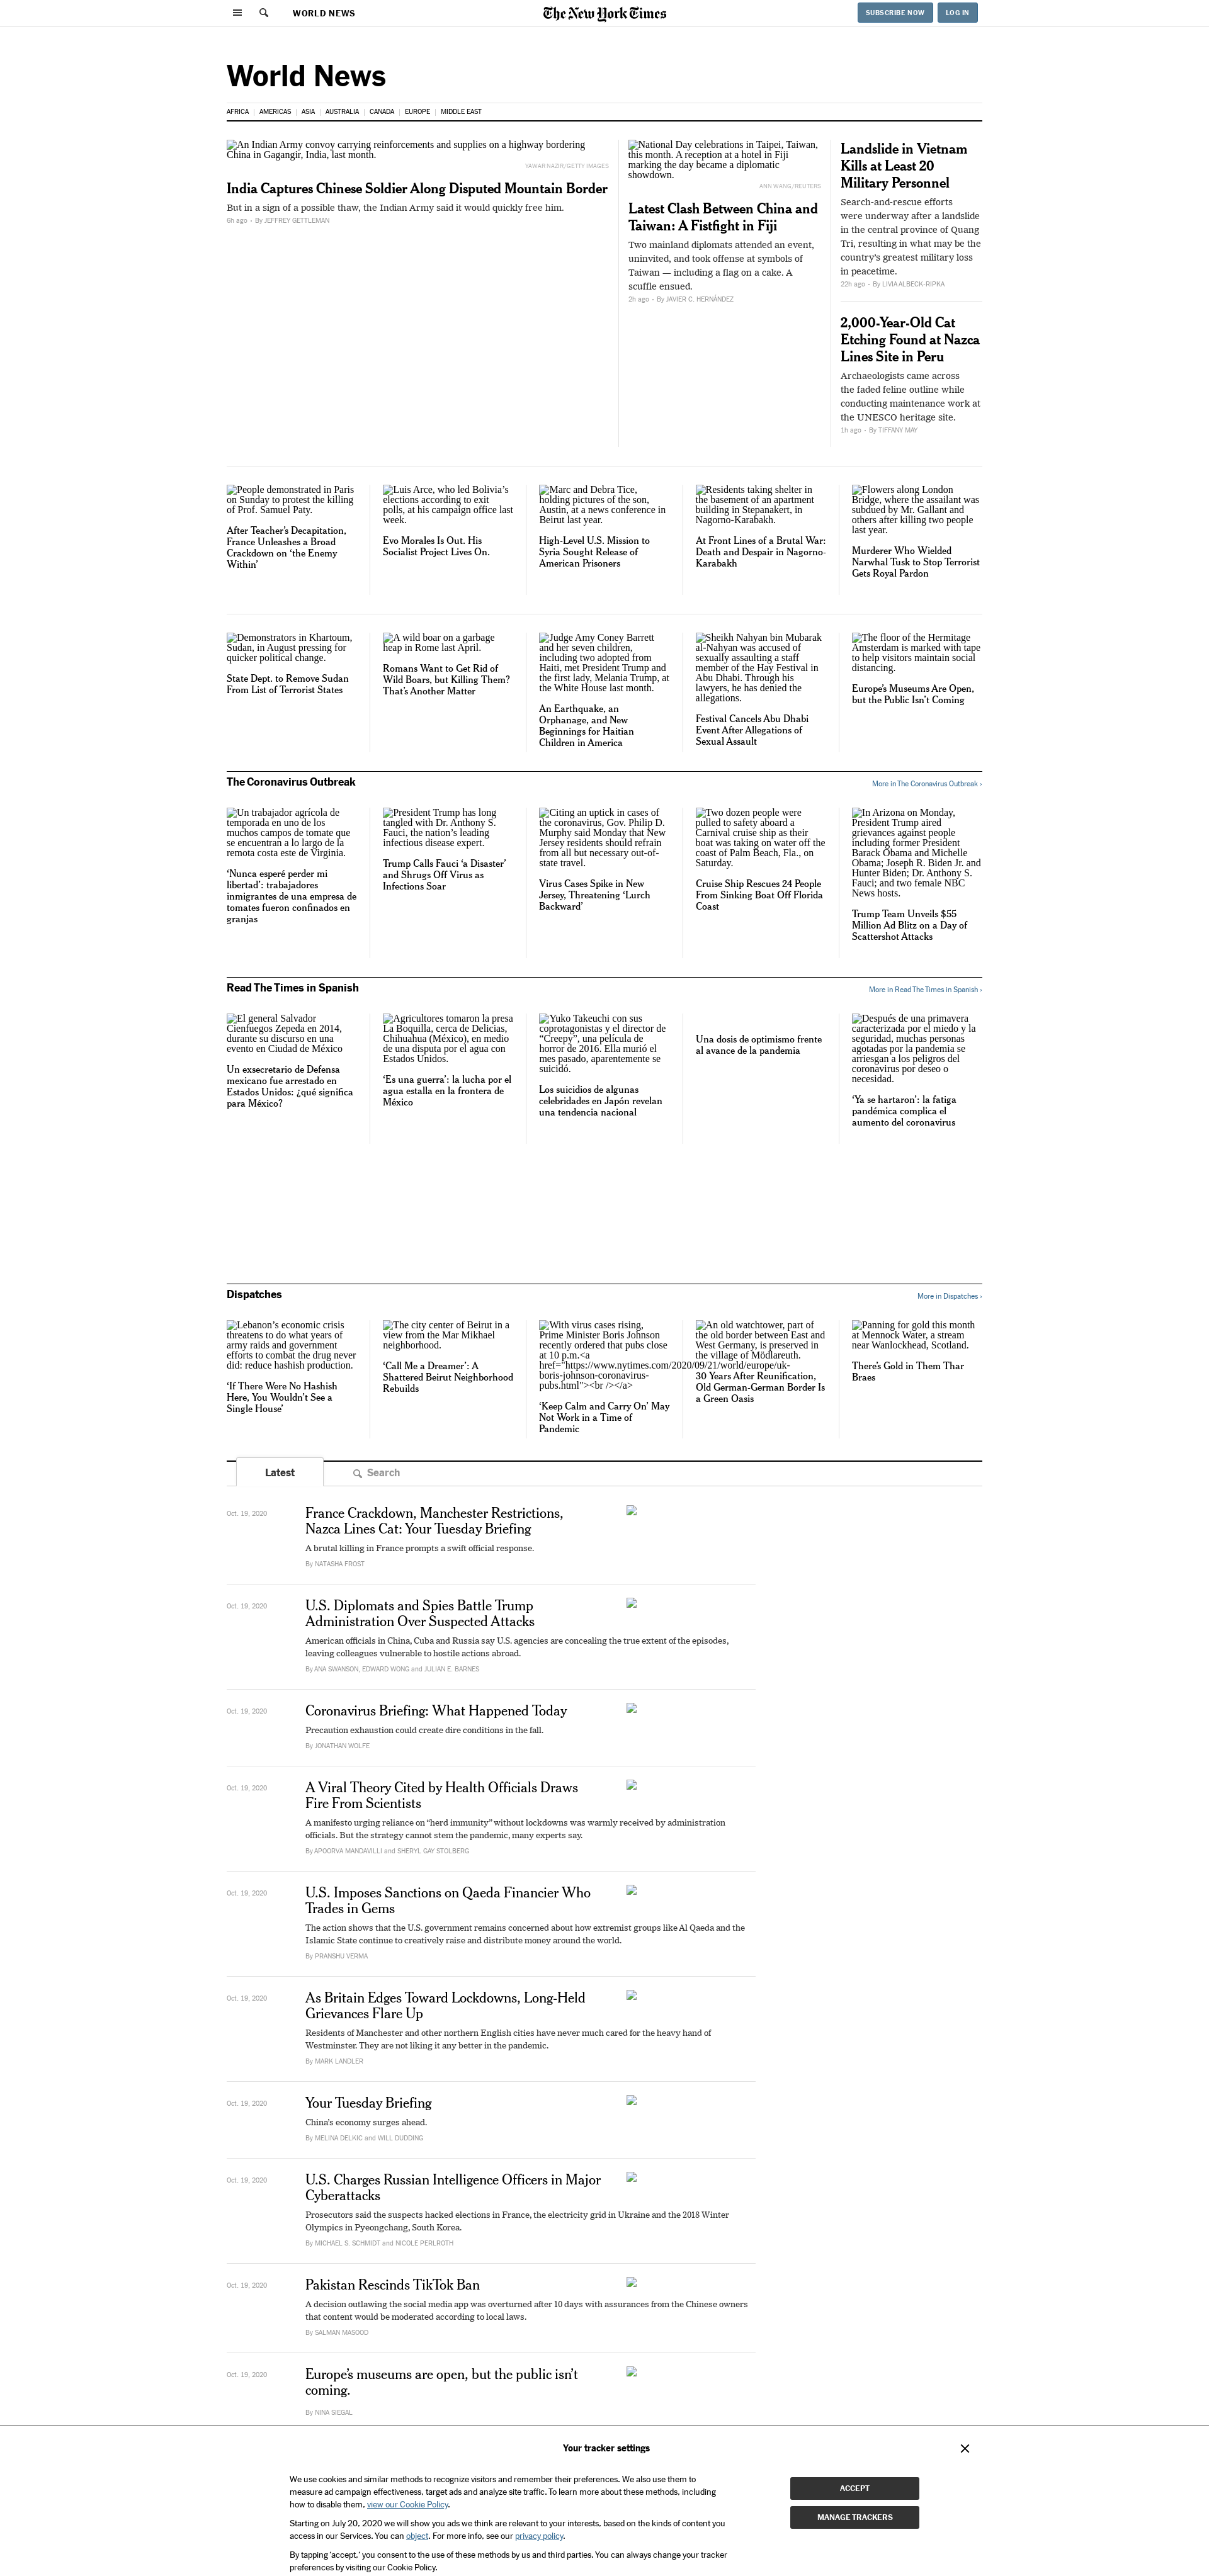 WORLD NEWS
The New York Times
SUBSCRIBE NOW
LOG IN
World News
AFRICA
AMERICAS
ASIA
AUSTRALIA
CANADA
EUROPE
MIDDLE EAST
An Indian Army convoy carrying reinforcements and supplies on a highway bordering
China in Gagangir, India, last month.
YAWAR NAZIR/GETTY IMAGES
India Captures Chinese Soldier Along Disputed Mountain Border
But in a sign of a possible thaw, the Indian Army said it would quickly free him.
6h ago • By JEFFREY GETTLEMAN
National Day celebrations in Taipei, Taiwan,
this month. A reception at a hotel in Fiji
marking the day became a diplomatic
showdown.
ANN WANG/REUTERS
Latest Clash Between China and
Taiwan: A Fistfight in Fiji
Two mainland diplomats attended an event,
uninvited, and took offense at symbols of
Taiwan — including a flag on a cake. A
scuffle ensued.
2h ago • By JAVIER C. HERNÁNDEZ
Landslide in Vietnam
Kills at Least 20
Military Personnel
Search-and-rescue efforts
were underway after a landslide
in the central province of Quang
Tri, resulting in what may be the
country's greatest military loss
in peacetime.
22h ago • By LIVIA ALBECK-RIPKA
2,000-Year-Old Cat
Etching Found at Nazca
Lines Site in Peru
Archaeologists came across
the faded feline outline while
conducting maintenance work at
the UNESCO heritage site.
1h ago • By TIFFANY MAY
People demonstrated in Paris
on Sunday to protest the killing
of Prof. Samuel Paty.
After Teacher's Decapitation,
France Unleashes a Broad
Crackdown on ‘the Enemy
Within’
Luis Arce, who led Bolivia’s
elections according to exit
polls, at his campaign office last
week.
Evo Morales Is Out. His
Socialist Project Lives On.
Marc and Debra Tice,
holding pictures of the son,
Austin, at a news conference in
Beirut last year.
High-Level U.S. Mission to
Syria Sought Release of
American Prisoners
Residents taking shelter in
the basement of an apartment
building in Stepanakert, in
Nagorno-Karabakh.
At Front Lines of a Brutal War:
Death and Despair in Nagorno-
Karabakh
Flowers along London
Bridge, where the assailant was
subdued by Mr. Gallant and
others after killing two people
last year.
Murderer Who Wielded
Narwhal Tusk to Stop Terrorist
Gets Royal Pardon
Demonstrators in Khartoum,
Sudan, in August pressing for
quicker political change.
State Dept. to Remove Sudan
From List of Terrorist States
A wild boar on a garbage
heap in Rome last April.
Romans Want to Get Rid of
Wild Boars, but Killing Them?
That’s Another Matter
Judge Amy Coney Barrett
and her seven children,
including two adopted from
Haiti, met President Trump and
the first lady, Melania Trump, at
the White House last month.
An Earthquake, an
Orphanage, and New
Beginnings for Haitian
Children in America
Sheikh Nahyan bin Mubarak
al-Nahyan was accused of
sexually assaulting a staff
member of the Hay Festival in
Abu Dhabi. Through his
lawyers, he has denied the
allegations.
Festival Cancels Abu Dhabi
Event After Allegations of
Sexual Assault
The floor of the Hermitage
Amsterdam is marked with tape
to help visitors maintain social
distancing.
Europe’s Museums Are Open,
but the Public Isn’t Coming
The Coronavirus Outbreak
More in The Coronavirus Outbreak ›
Un trabajador agrícola de
temporada en uno de los
muchos campos de tomate que
se encuentran a lo largo de la
remota costa este de Virginia.
‘Nunca esperé perder mi
libertad’: trabajadores
inmigrantes de una empresa de
tomates fueron confinados en
granjas
President Trump has long
tangled with Dr. Anthony S.
Fauci, the nation’s leading
infectious disease expert.
Trump Calls Fauci ‘a Disaster’
and Shrugs Off Virus as
Infections Soar
Citing an uptick in cases of
the coronavirus, Gov. Philip D.
Murphy said Monday that New
Jersey residents should refrain
from all but necessary out-of-
state travel.
Virus Cases Spike in New
Jersey, Threatening ‘Lurch
Backward’
Two dozen people were
pulled to safety aboard a
Carnival cruise ship as their
boat was taking on water off the
coast of Palm Beach, Fla., on
Saturday.
Cruise Ship Rescues 24 People
From Sinking Boat Off Florida
Coast
In Arizona on Monday,
President Trump aired
grievances against people
including former President
Barack Obama and Michelle
Obama; Joseph R. Biden Jr. and
Hunter Biden; Dr. Anthony S.
Fauci; and two female NBC
News hosts.
Trump Team Unveils $55
Million Ad Blitz on a Day of
Scattershot Attacks
Read The Times in Spanish
More in Read The Times in Spanish ›
El general Salvador
Cienfuegos Zepeda en 2014,
durante su discurso en una
evento en Ciudad de México
Un exsecretario de Defensa
mexicano fue arrestado en
Estados Unidos: ¿qué significa
para México?
Agricultores tomaron la presa
La Boquilla, cerca de Delicias,
Chihuahua (México), en medio
de una disputa por el agua con
Estados Unidos.
‘Es una guerra’: la lucha por el
agua estalla en la frontera de
México
Yuko Takeuchi con sus
coprotagonistas y el director de
“Creepy”, una película de
horror de 2016. Ella murió el
mes pasado, aparentemente se
suicidó.
Los suicidios de algunas
celebridades en Japón revelan
una tendencia nacional
Una dosis de optimismo frente
al avance de la pandemia
Después de una primavera
caracterizada por el miedo y la
seguridad, muchas personas
agotadas por la pandemia se
arriesgan a los peligros del
coronavirus por deseo o
necesidad.
‘Ya se hartaron’: la fatiga
pandémica complica el
aumento del coronavirus
Dispatches
More in Dispatches ›
Lebanon’s economic crisis
threatens to do what years of
army raids and government
efforts to combat the drug never
did: reduce hashish production.
‘If There Were No Hashish
Here, You Wouldn’t See a
Single House’
The city center of Beirut in a
view from the Mar Mikhael
neighborhood.
‘Call Me a Dreamer’: A
Shattered Beirut Neighborhood
Rebuilds
With virus cases rising,
Prime Minister Boris Johnson
recently ordered that pubs close
at 10 p.m.<a
href="https://www.nytimes.com/2020/09/21/world/europe/uk-
boris-johnson-coronavirus-
pubs.html"><br /></a>
‘Keep Calm and Carry On’ May
Not Work in a Time of
Pandemic
An old watchtower, part of
the old border between East and
West Germany, is preserved in
the village of Mödlareuth.
30 Years After Reunification,
Old German-German Border Is
a Green Oasis
Panning for gold this month
at Mennock Water, a stream
near Wanlockhead, Scotland.
There’s Gold in Them Thar
Braes
Latest
Search
Oct. 19, 2020
France Crackdown, Manchester Restrictions,
Nazca Lines Cat: Your Tuesday Briefing
A brutal killing in France prompts a swift official response.
By NATASHA FROST
Oct. 19, 2020
U.S. Diplomats and Spies Battle Trump
Administration Over Suspected Attacks
American officials in China, Cuba and Russia say U.S. agencies are concealing the true extent of the episodes,
leaving colleagues vulnerable to hostile actions abroad.
By ANA SWANSON, EDWARD WONG and JULIAN E. BARNES
Oct. 19, 2020
Coronavirus Briefing: What Happened Today
Precaution exhaustion could create dire conditions in the fall.
By JONATHAN WOLFE
Oct. 19, 2020
A Viral Theory Cited by Health Officials Draws
Fire From Scientists
A manifesto urging reliance on “herd immunity” without lockdowns was warmly received by administration
officials. But the strategy cannot stem the pandemic, many experts say.
By APOORVA MANDAVILLI and SHERYL GAY STOLBERG
Oct. 19, 2020
U.S. Imposes Sanctions on Qaeda Financier Who
Trades in Gems
The action shows that the U.S. government remains concerned about how extremist groups like Al Qaeda and the
Islamic State continue to creatively raise and distribute money around the world.
By PRANSHU VERMA
Oct. 19, 2020
As Britain Edges Toward Lockdowns, Long-Held
Grievances Flare Up
Residents of Manchester and other northern English cities have never much cared for the heavy hand of
Westminster. They are not liking it any better in the pandemic.
By MARK LANDLER
Oct. 19, 2020
Your Tuesday Briefing
China’s economy surges ahead.
By MELINA DELKIC and WILL DUDDING
Oct. 19, 2020
U.S. Charges Russian Intelligence Officers in Major
Cyberattacks
Prosecutors said the suspects hacked elections in France, the electricity grid in Ukraine and the 2018 Winter
Olympics in Pyeongchang, South Korea.
By MICHAEL S. SCHMIDT and NICOLE PERLROTH
Oct. 19, 2020
Pakistan Rescinds TikTok Ban
A decision outlawing the social media app was overturned after 10 days with assurances from the Chinese owners
that content would be moderated according to local laws.
By SALMAN MASOOD
Oct. 19, 2020
Europe’s museums are open, but the public isn’t
coming.
By NINA SIEGAL
Your tracker settings
We use cookies and similar methods to recognize visitors and remember their preferences. We also use them to
measure ad campaign effectiveness, target ads and analyze site traffic. To learn more about these methods, including
how to disable them, view our Cookie Policy.
Starting on July 20, 2020 we will show you ads we think are relevant to your interests, based on the kinds of content you
access in our Services. You can object. For more info, see our privacy policy.
By tapping ‘accept,’ you consent to the use of these methods by us and third parties. You can always change your tracker
preferences by visiting our Cookie Policy.
ACCEPT
MANAGE TRACKERS